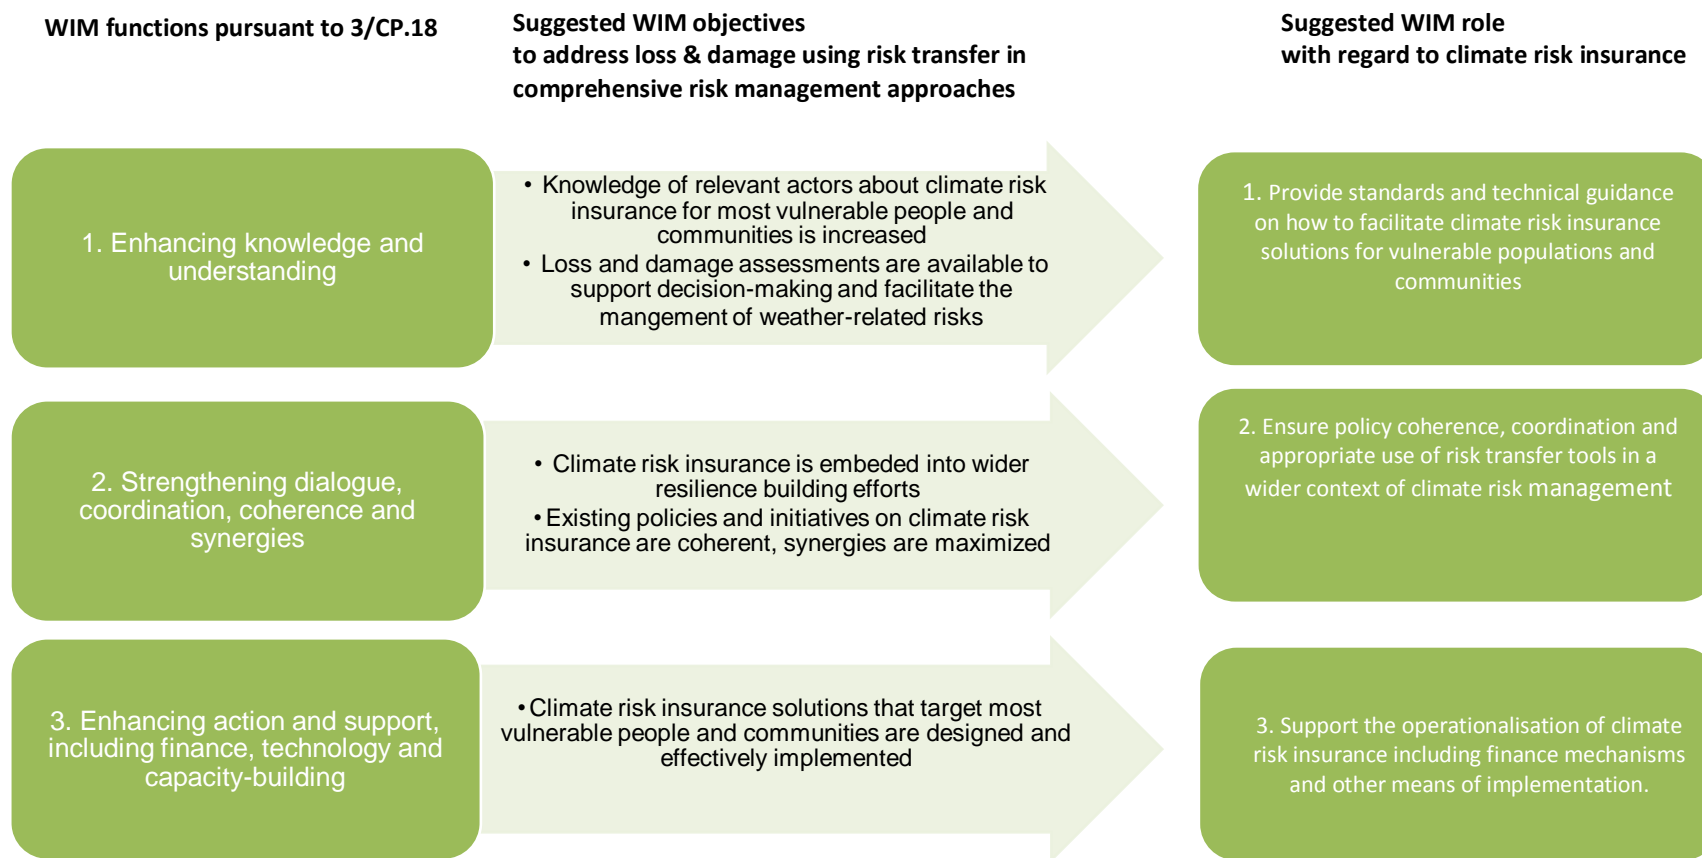 WIM functions pursuant to 3/CP.18
Suggested WIM objectives
to address loss & damage using risk transfer in
comprehensive risk management approaches
Suggested WIM role
with regard to climate risk insurance
1. Enhancing knowledge and
understanding
• Knowledge of relevant actors about climate risk
insurance for most vulnerable people and
communities is increased
• Loss and damage assessments are available to
support decision-making and facilitate the
mangement of weather-related risks
1. Provide standards and technical guidance
on how to facilitate climate risk insurance
solutions for vulnerable populations and
communities
2. Strengthening dialogue,
coordination, coherence and
synergies
• Climate risk insurance is embeded into wider
resilience building efforts
• Existing policies and initiatives on climate risk
insurance are coherent, synergies are maximized
2. Ensure policy coherence, coordination and
appropriate use of risk transfer tools in a
wider context of climate risk management
3. Enhancing action and support,
including finance, technology and
capacity-building
• Climate risk insurance solutions that target most
vulnerable people and communities are designed and
effectively implemented
3. Support the operationalisation of climate
risk insurance including finance mechanisms
and other means of implementation.